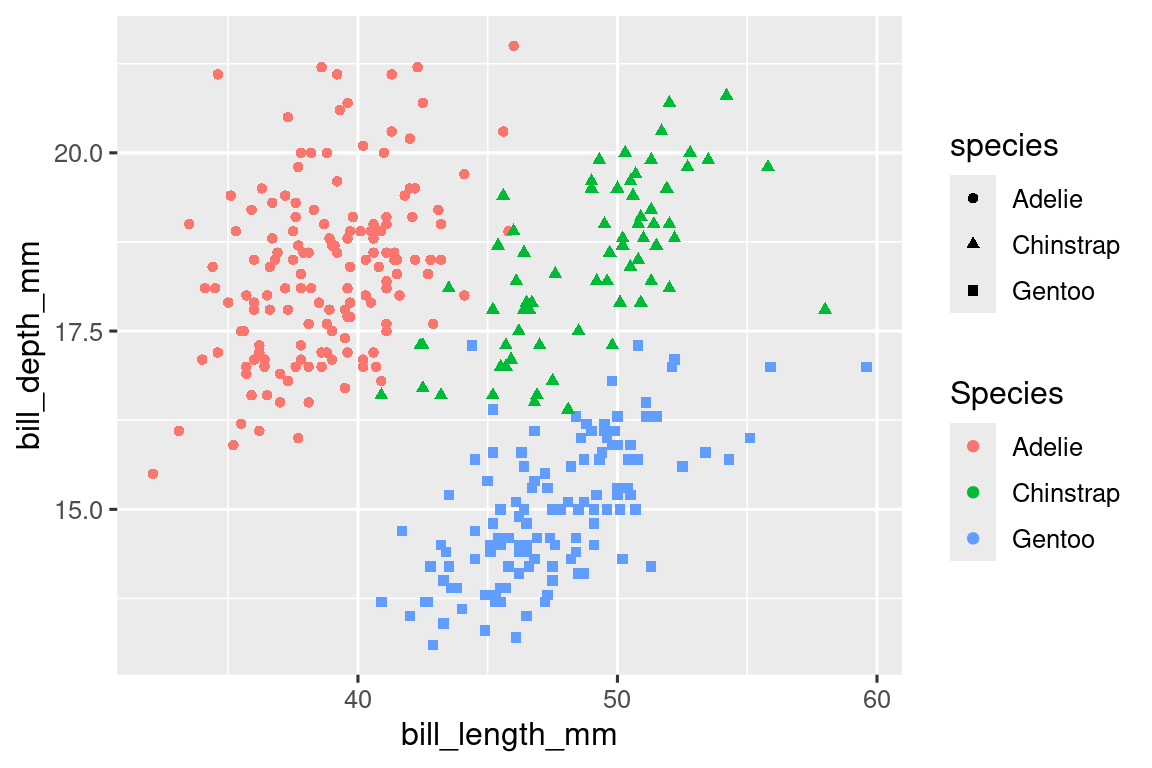 20.0
17.5
15.0
bill_depth_mm
40
50
60
bill_length_mm
species
Adelie
Chinstrap
Gentoo
Species
Adelie
Chinstrap
Gentoo